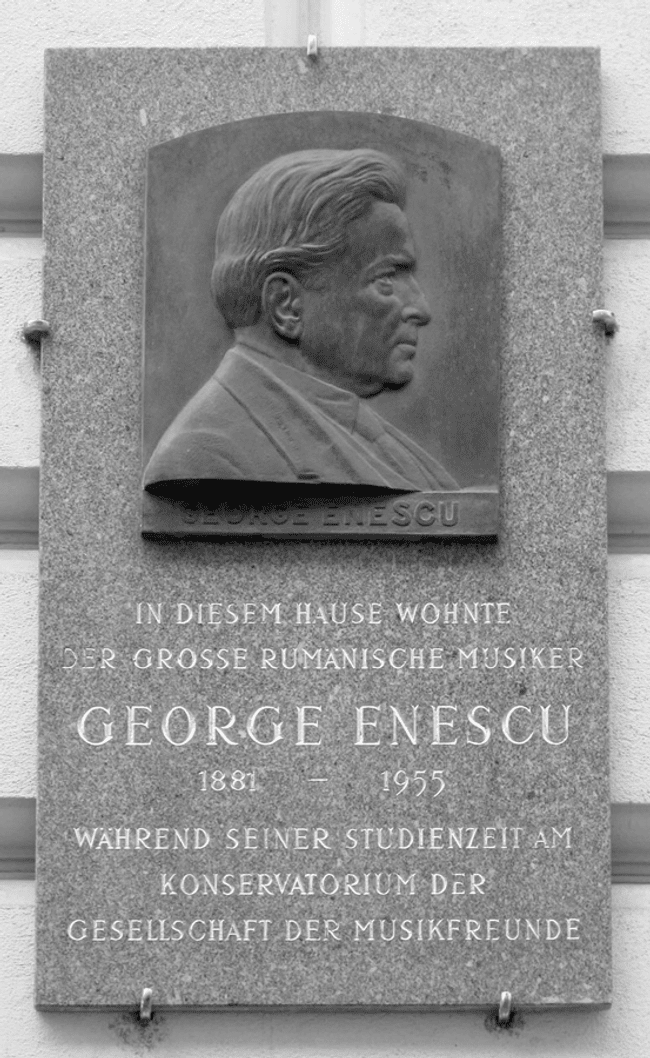 GEORGE ENESCU
IN DIESEM HAUSE WOHNTE
DER GROSSE RUMÄNISCHE MUSIKER
GEORGE ENESCU
1881 – 1955
WÄHREND SEINER STUDIENZEIT AM
KONSERVATORIUM DER
GESELLSCHAFT DER MUSIKFREUNDE